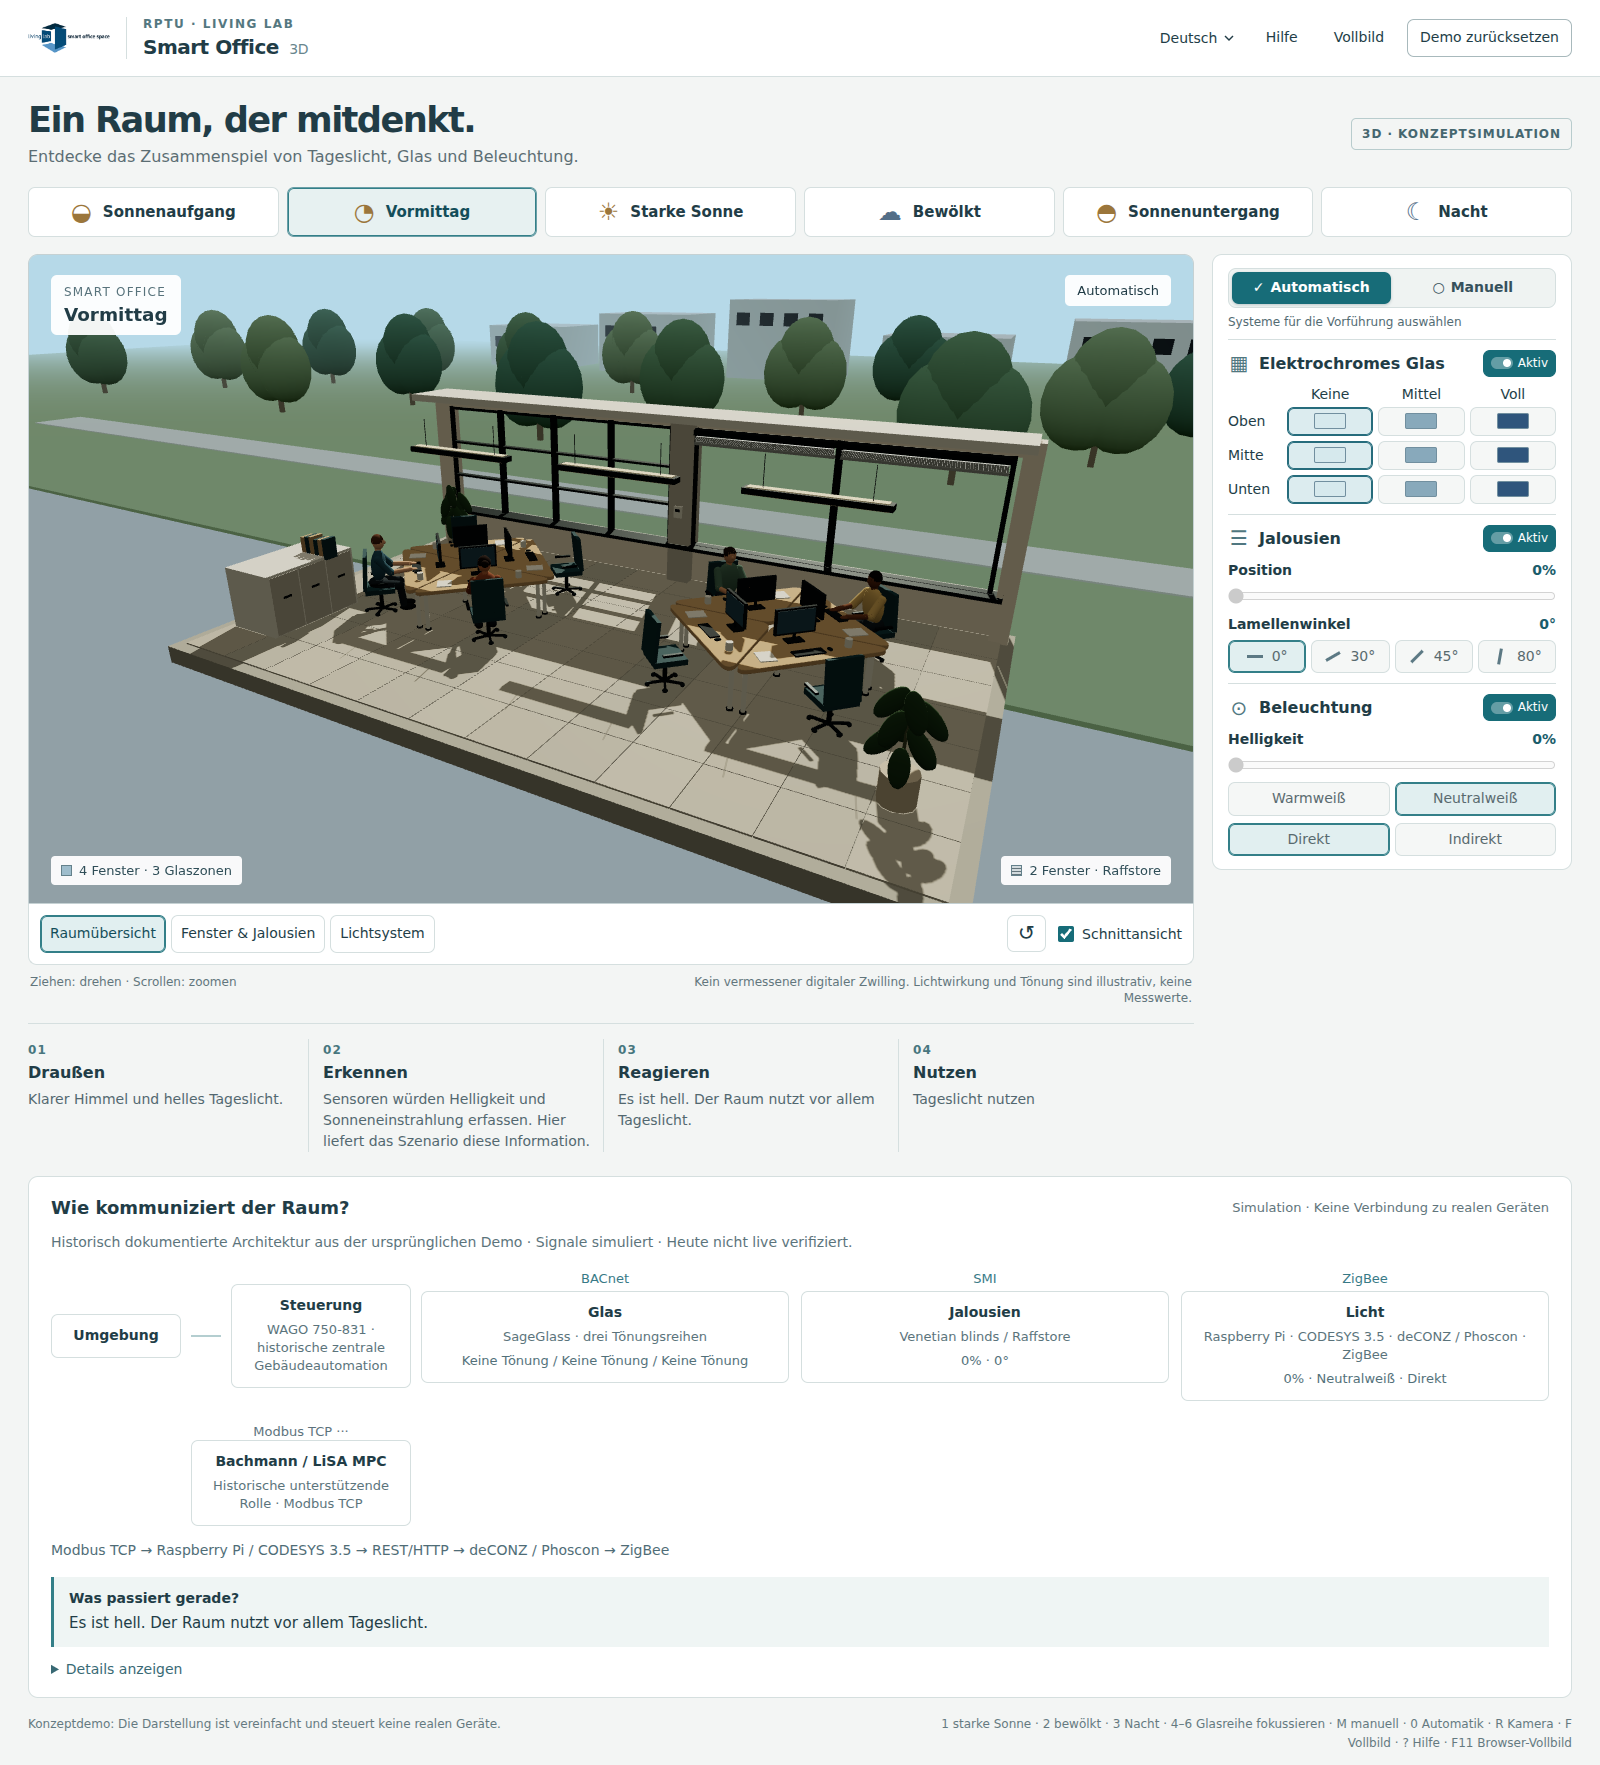 living lab smart office space
RPTU · LIVING LAB
Smart Office 3D
Deutsch
Hilfe
Vollbild
Demo zurücksetzen
Ein Raum, der mitdenkt.
Entdecke das Zusammenspiel von Tageslicht, Glas und Beleuchtung.
3D · KONZEPTSIMULATION
Sonnenaufgang
Vormittag
Starke Sonne
Bewölkt
Sonnenuntergang
Nacht
SMART OFFICE
Vormittag
Automatisch
4 Fenster · 3 Glaszonen
2 Fenster · Raffstore
Raumübersicht
Fenster & Jalousien
Lichtsystem
↺
Schnittansicht
Ziehen: drehen · Scrollen: zoomen
Kein vermessener digitaler Zwilling. Lichtwirkung und Tönung sind illustrativ, keine
Messwerte.
✓ Automatisch
○ Manuell
Systeme für die Vorführung auswählen
Elektrochromes Glas
Aktiv
Keine Mittel Voll
Oben
Mitte
Unten
Jalousien
Aktiv
Position 0%
Lamellenwinkel 0°
0° 30° 45° 80°
Beleuchtung
Aktiv
Helligkeit 0%
Warmweiß
Neutralweiß
Direkt
Indirekt
01
Draußen
Klarer Himmel und helles Tageslicht.
02
Erkennen
Sensoren würden Helligkeit und
Sonneneinstrahlung erfassen. Hier
liefert das Szenario diese Information.
03
Reagieren
Es ist hell. Der Raum nutzt vor allem
Tageslicht.
04
Nutzen
Tageslicht nutzen
Wie kommuniziert der Raum?
Simulation · Keine Verbindung zu realen Geräten
Historisch dokumentierte Architektur aus der ursprünglichen Demo · Signale simuliert · Heute nicht live verifiziert.
Umgebung
Steuerung
WAGO 750-831 ·
historische zentrale
Gebäudeautomation
BACnet
Glas
SageGlass · drei Tönungsreihen
Keine Tönung / Keine Tönung / Keine Tönung
SMI
Jalousien
Venetian blinds / Raffstore
0% · 0°
ZigBee
Licht
Raspberry Pi · CODESYS 3.5 · deCONZ / Phoscon ·
ZigBee
0% · Neutralweiß · Direkt
Modbus TCP ···
Bachmann / LiSA MPC
Historische unterstützende
Rolle · Modbus TCP
Modbus TCP → Raspberry Pi / CODESYS 3.5 → REST/HTTP → deCONZ / Phoscon → ZigBee
Was passiert gerade?
Es ist hell. Der Raum nutzt vor allem Tageslicht.
▶ Details anzeigen
Konzeptdemo: Die Darstellung ist vereinfacht und steuert keine realen Geräte.
1 starke Sonne · 2 bewölkt · 3 Nacht · 4–6 Glasreihe fokussieren · M manuell · 0 Automatik · R Kamera · F
Vollbild · ? Hilfe · F11 Browser-Vollbild